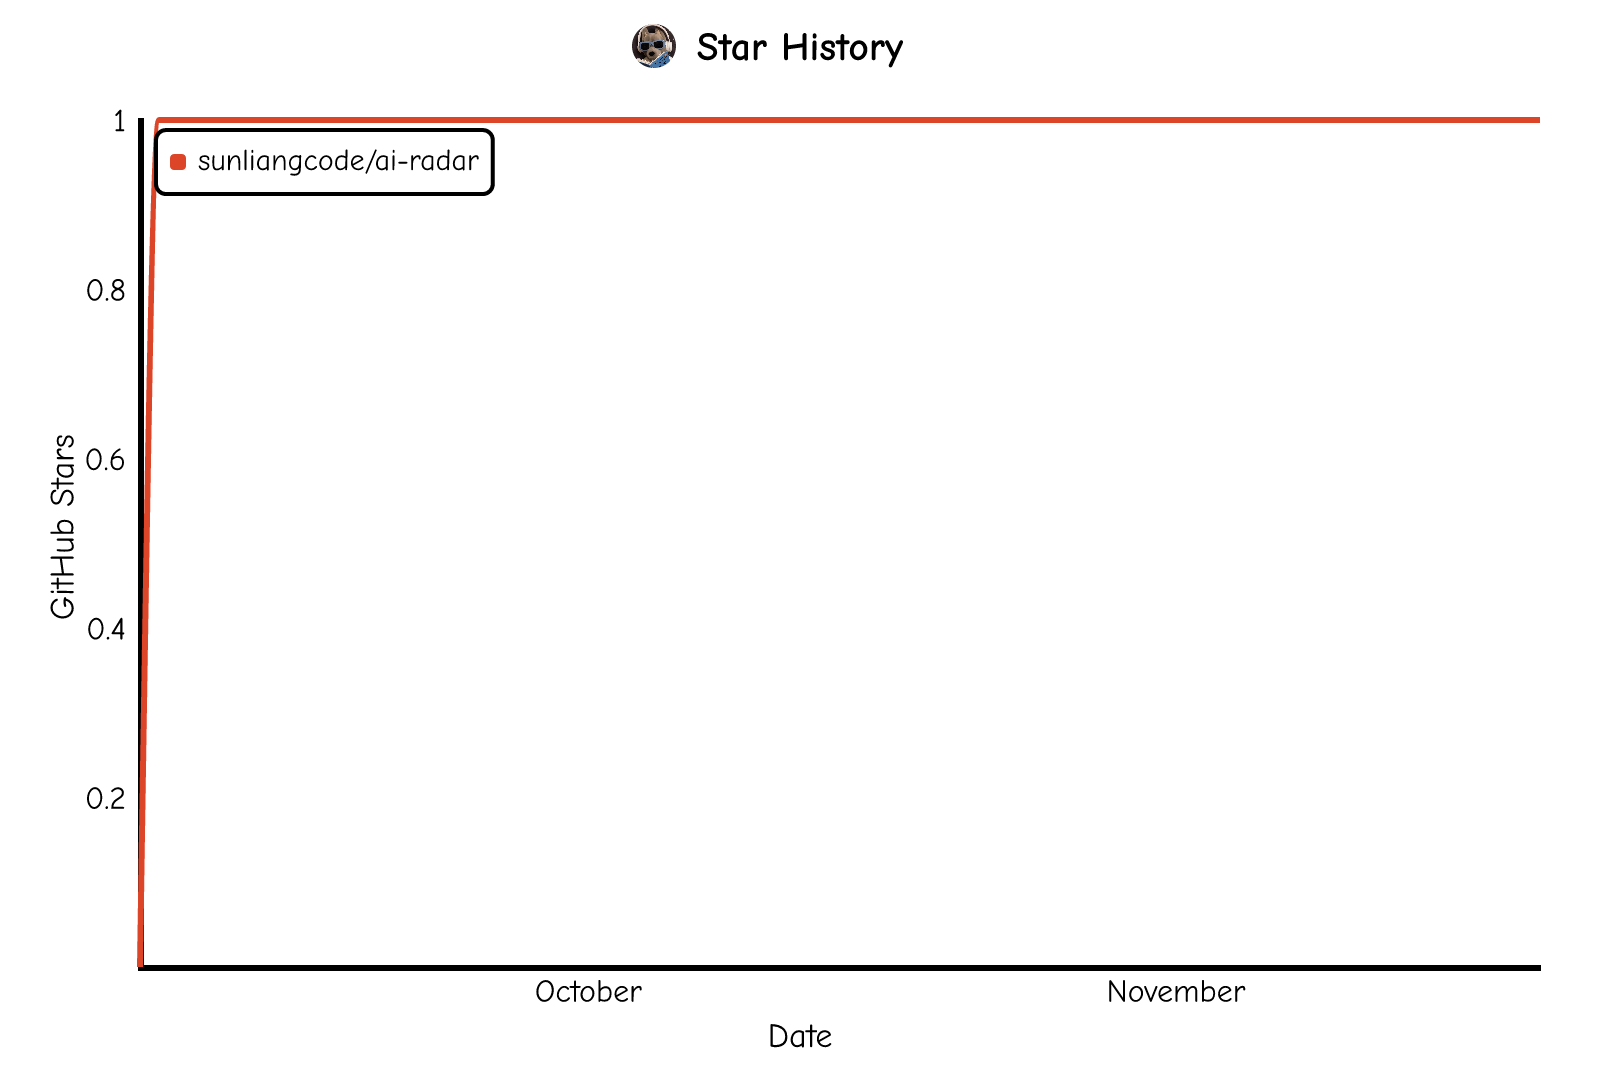 Star History
1
sunliangcode/ai-radar
0.8
0.6
0.4
0.2
GitHub Stars
October
November
Date